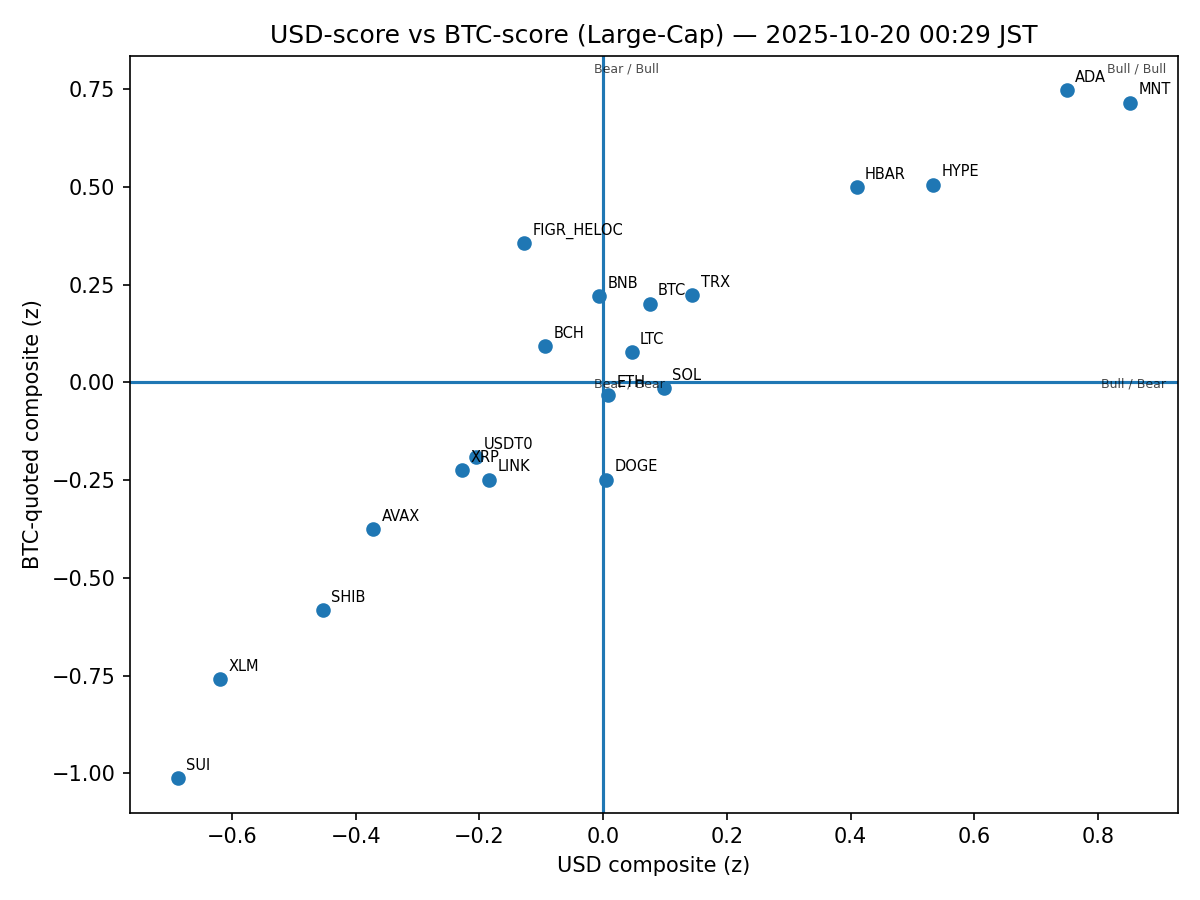 USD-score vs BTC-score (Large-Cap) — 2025-10-20 00:29 JST
Bear / Bull
Bull / Bull
ADA
MNT
HBAR
HYPE
FIGR_HELOC
BNB
BTC
TRX
BCH
LTC
ETH
SOL
Bear / Bear
Bull / Bear
USDT0
XRP
LINK
DOGE
AVAX
SHIB
XLM
SUI
0.75
0.50
0.25
0.00
−0.25
−0.50
−0.75
−1.00
BTC-quoted composite (z)
−0.6
−0.4
−0.2
0.0
0.2
0.4
0.6
0.8
USD composite (z)